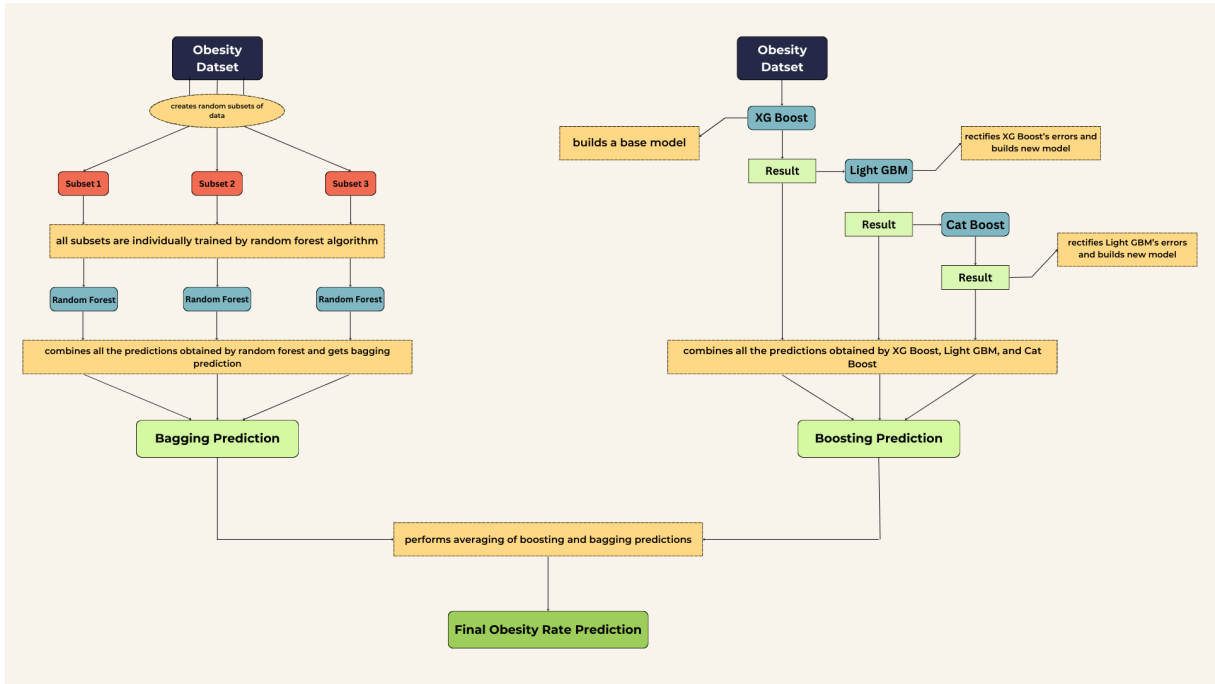 Obesity
Datset
creates random subsets of
data
Subset 1
Subset 2
Subset 3
all subsets are individually trained by random forest algorithm
Random Forest
Random Forest
Random Forest
combines all the predictions obtained by random forest and gets bagging
prediction
Bagging Prediction
Obesity
Datset
XG Boost
builds a base model
rectifies XG Boost's errors and
builds new model
Result
Light GBM
Result
Cat Boost
rectifies Light GBM's errors
and builds new model
Result
combines all the predictions obtained by XG Boost, Light GBM, and Cat
Boost
Boosting Prediction
performs averaging of boosting and bagging predictions
Final Obesity Rate Prediction